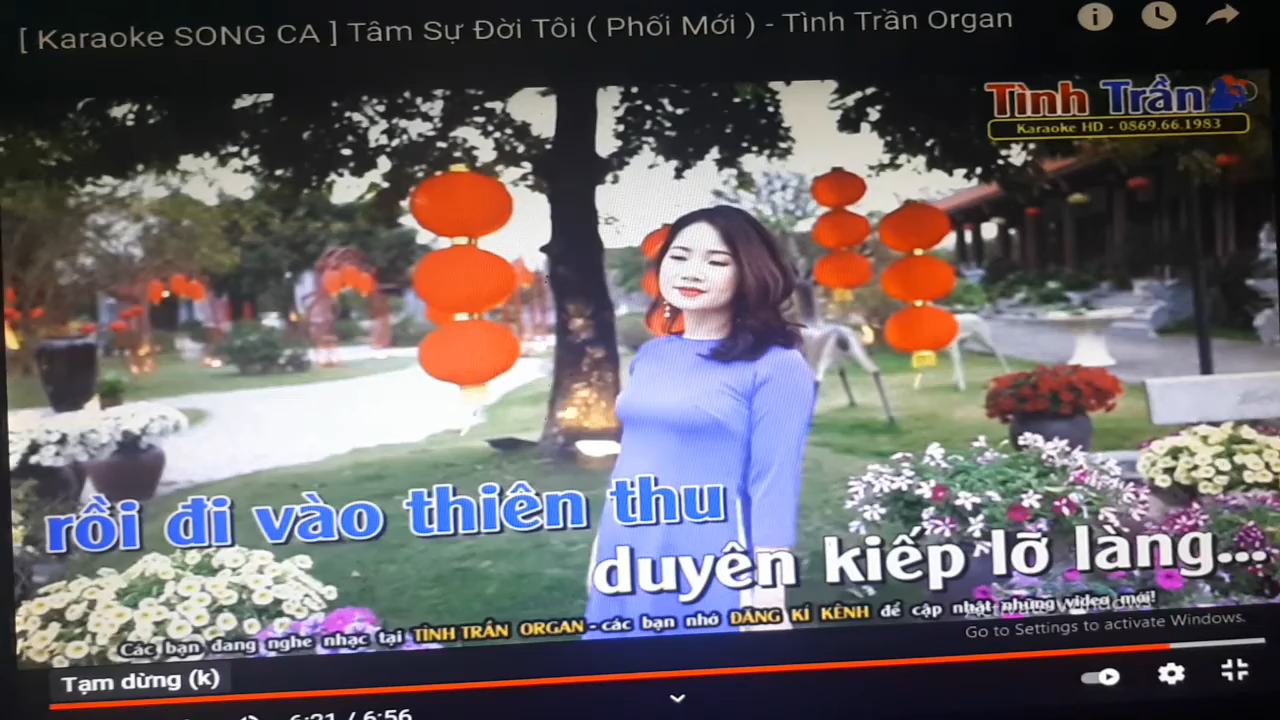 [ Karaoke SONG CA ] Tâm Sự Đời Tôi ( Phối Mới ) - Tình Trần Organ
Tình Trần
Karaoke HD - 0869.66.1983
rồi đi vào thiên thu
duyên kiếp lỡ làng...
Các bạn đang nghe nhạc tại TÌNH TRẦN ORGAN - các bạn nhớ ĐĂNG KÍ KÊNH để cập nhật những video mới!
Go to Settings to activate Windows.
Tạm dừng (k)
6:21 / 6:56